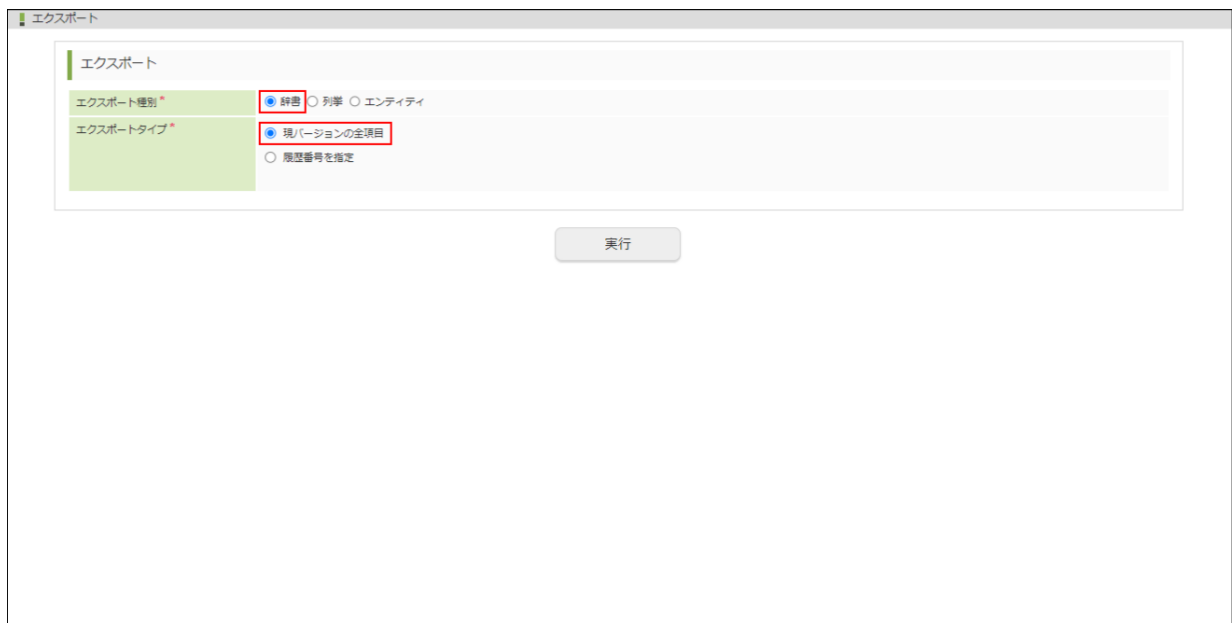 エクスポート
エクスポート
エクスポート種別* 辞書 列挙 エンティティ
エクスポートタイプ* 現バージョンの全項目
履歴番号を指定
実行